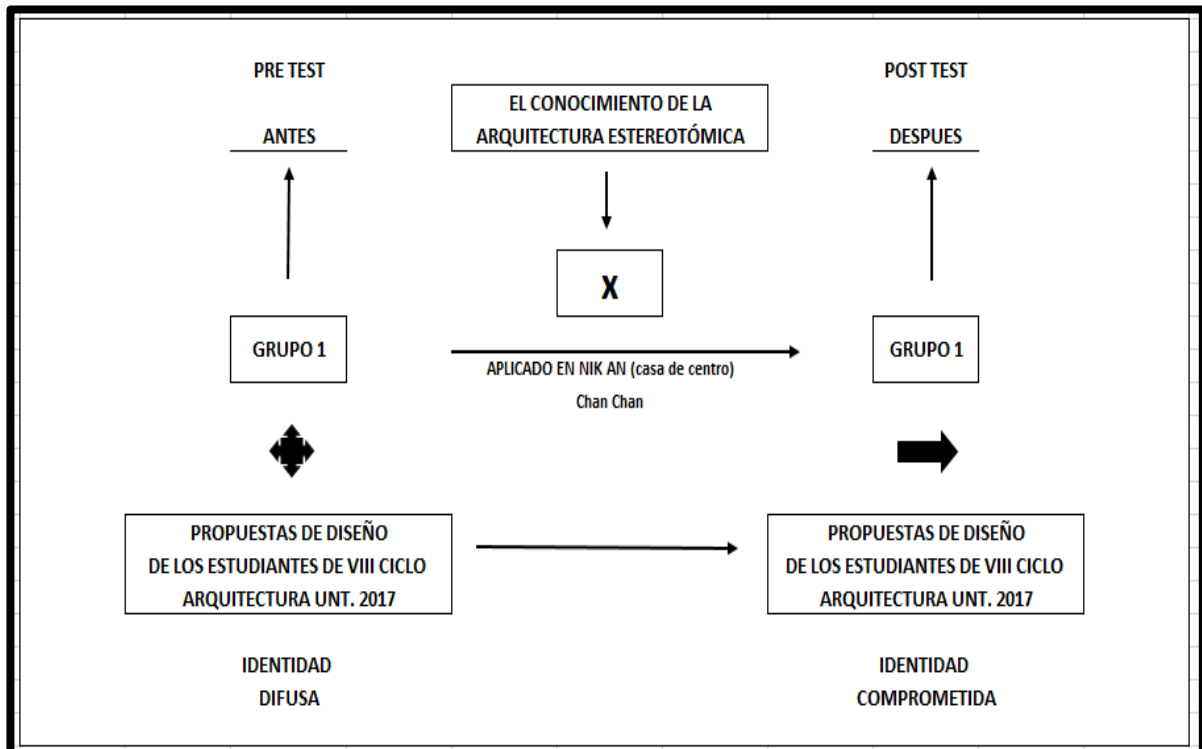 PRE TEST
POST TEST
EL CONOCIMIENTO DE LA
ARQUITECTURA ESTEREOTÓMICA
ANTES
DESPUES
X
GRUPO 1
GRUPO 1
APLICADO EN NIK AN (casa de centro)
Chan Chan
PROPUESTAS DE DISEÑO
DE LOS ESTUDIANTES DE VIII CICLO
ARQUITECTURA UNT. 2017
PROPUESTAS DE DISEÑO
DE LOS ESTUDIANTES DE VIII CICLO
ARQUITECTURA UNT. 2017
IDENTIDAD
DIFUSA
IDENTIDAD
COMPROMETIDA